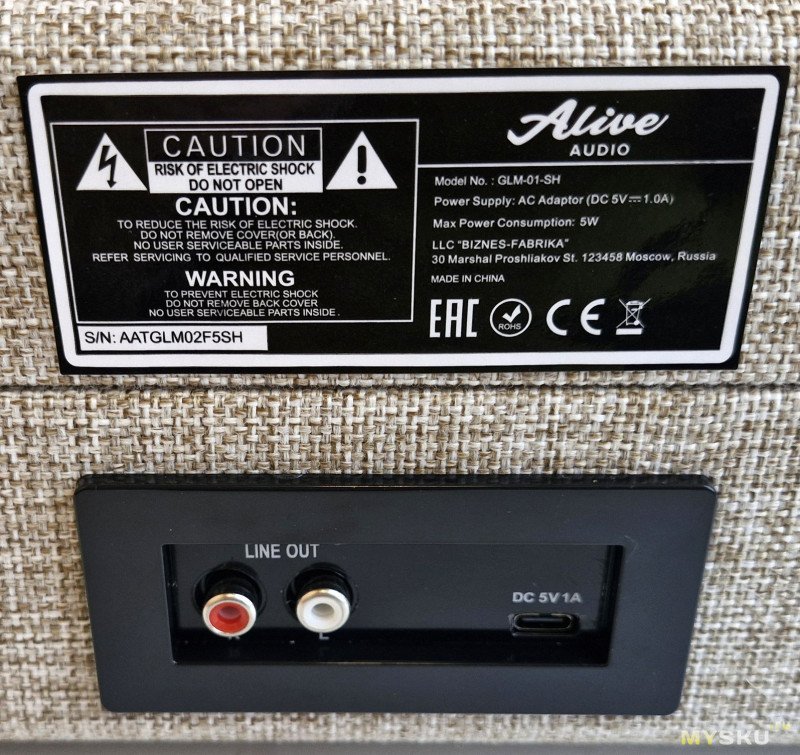 CAUTION
RISK OF ELECTRIC SHOCK
DO NOT OPEN
CAUTION:
TO REDUCE THE RISK OF ELECTRIC SHOCK.
DO NOT REMOVE COVER(OR BACK).
NO USER SERVICEABLE PARTS INSIDE.
REFER SERVICING TO QUALIFIED SERVICE PERSONNEL.
WARNING
TO PREVENT ELECTRIC SHOCK
DO NOT REMOVE BACK COVER
NO USER SERVICEABLE PARTS INSIDE.
S/N: AATGLM02F5SH
Alive
AUDIO
Model No. : GLM-01-SH
Power Supply: AC Adaptor (DC 5V⎓1.0A)
Max Power Consumption: 5W
LLC "BIZNES-FABRIKA"
30 Marshal Proshliakov St. 123458 Moscow, Russia
MADE IN CHINA
EAC ROHS CE
LINE OUT
DC 5V 1A
R L
MYSKU